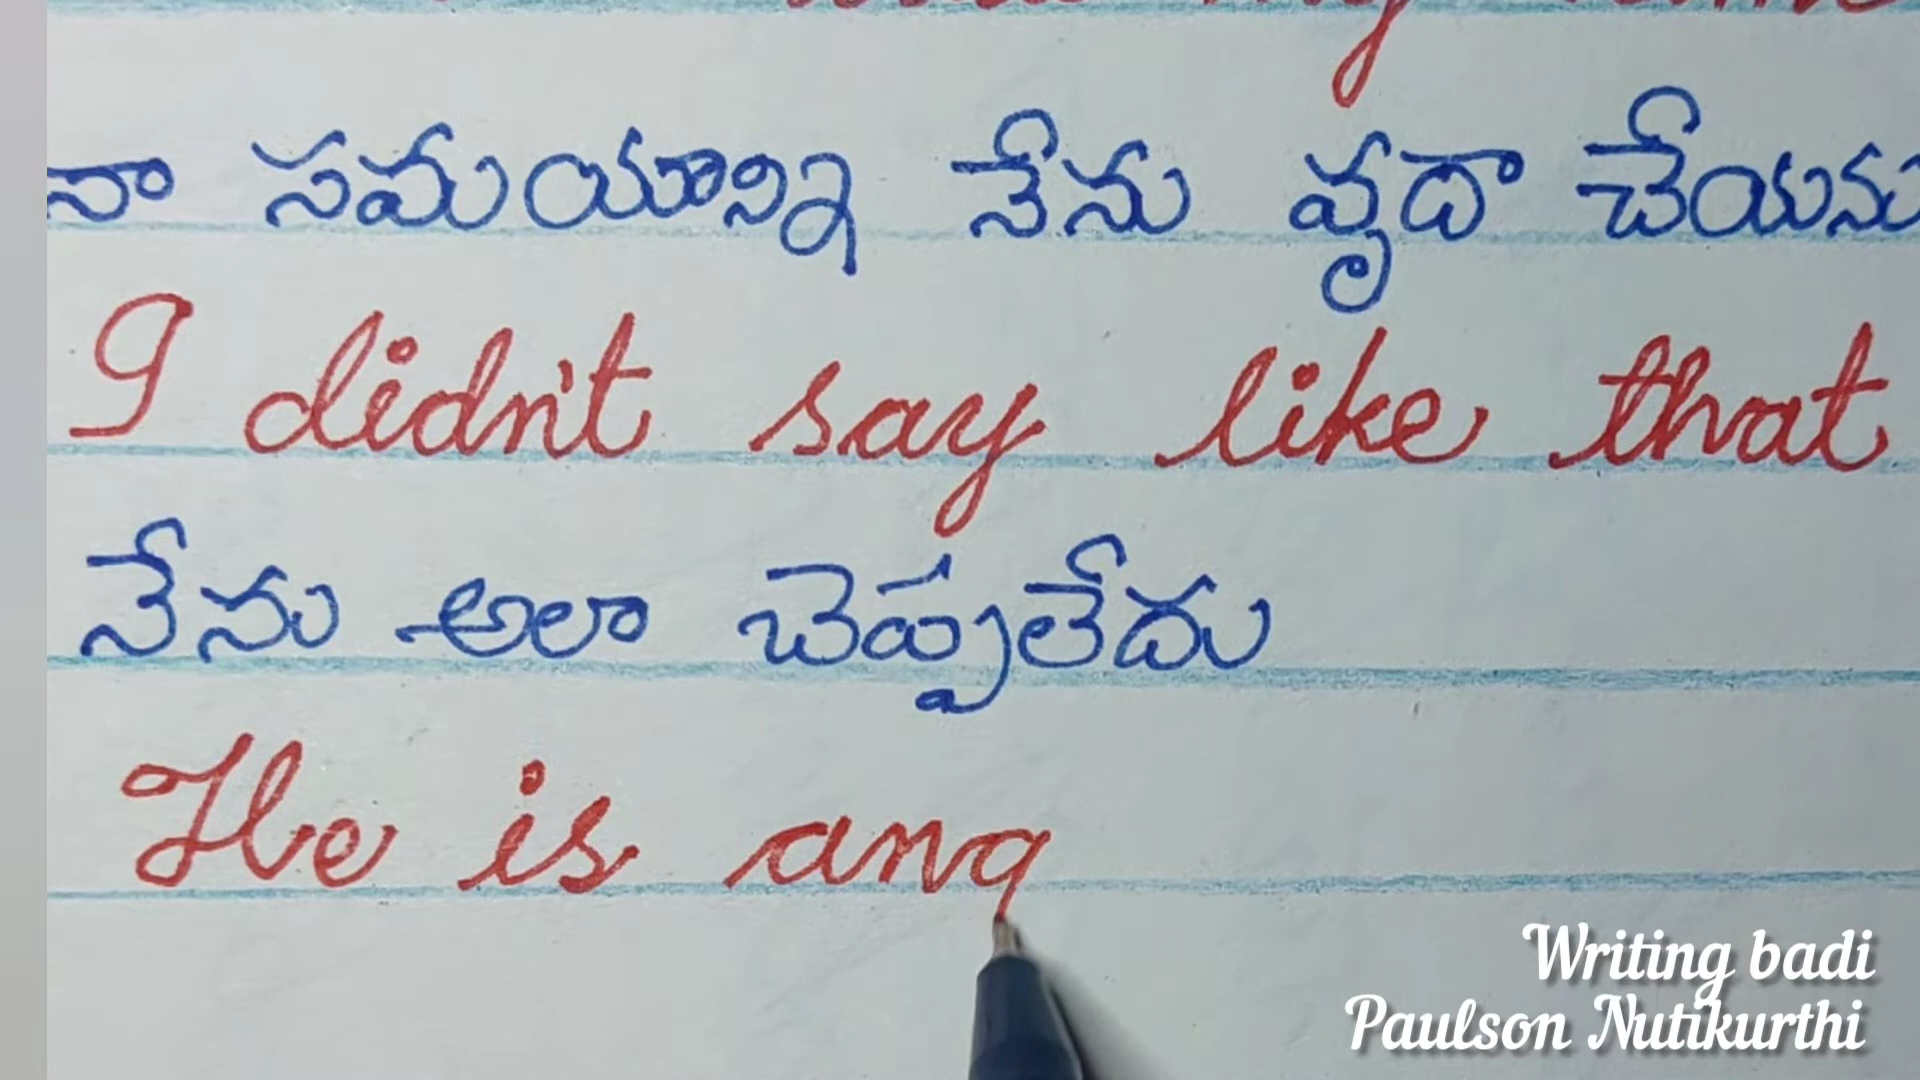 నా సమయాన్ని నేను వృదా చేయను
I didn't say like that
నేను అలా చెప్పలేదు
He is ang
Writing badi
Paulson Nutikurthi